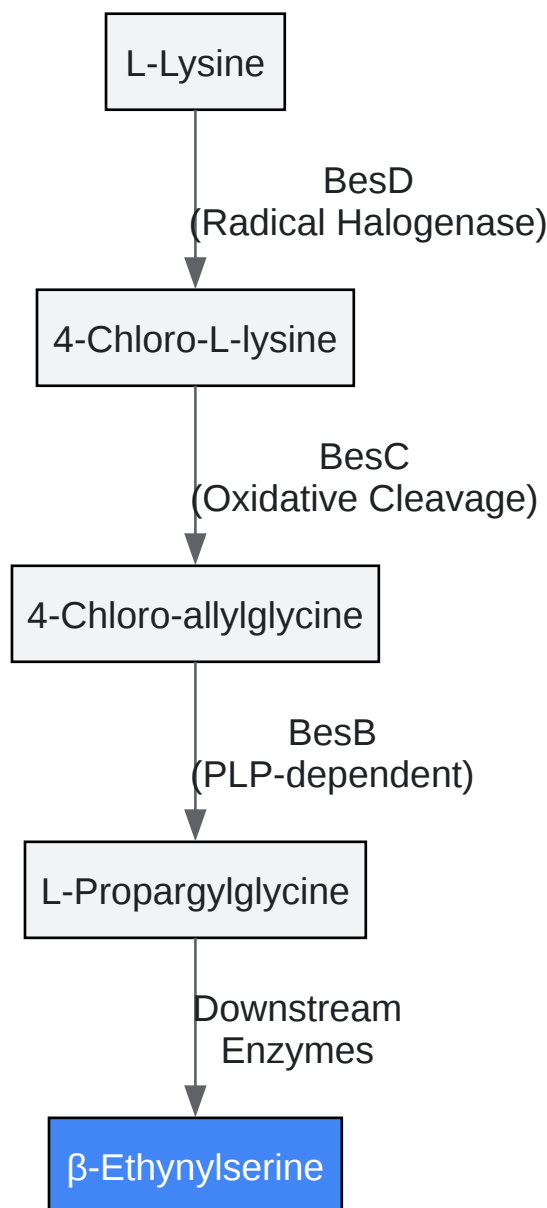 L-Lysine
BesD
(Radical Halogenase)
4-Chloro-L-lysine
BesC
(Oxidative Cleavage)
4-Chloro-allylglycine
BesB
(PLP-dependent)
L-Propargylglycine
Downstream
Enzymes
β-Ethynylserine